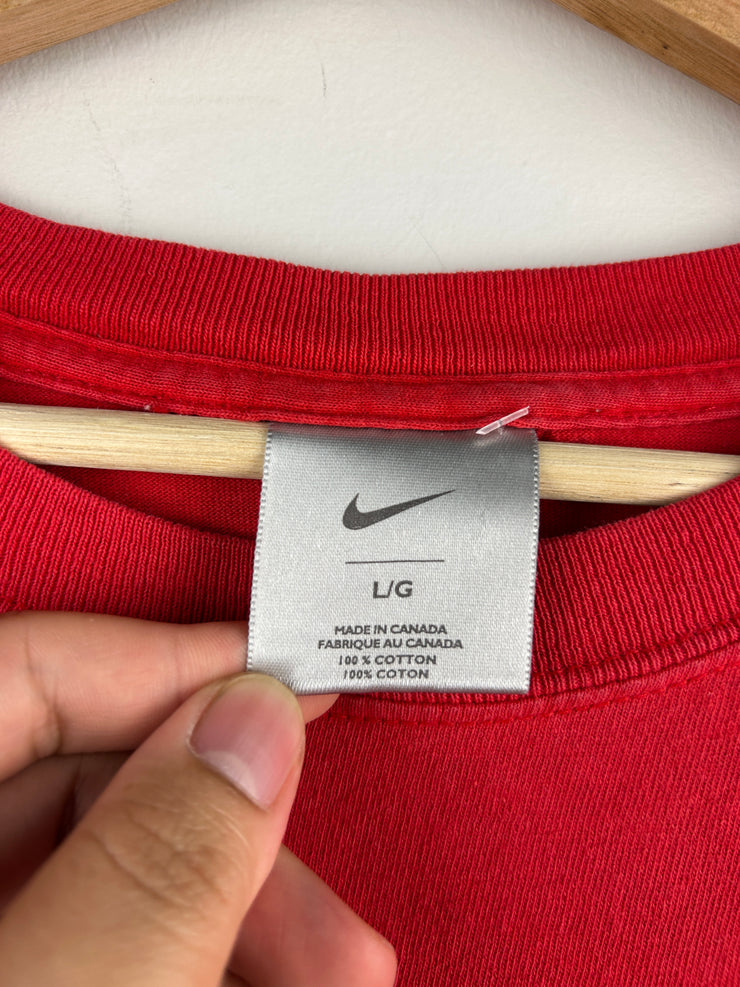 L/G
MADE IN CANADA
FABRIQUE AU CANADA
100 % COTTON
100% COTON